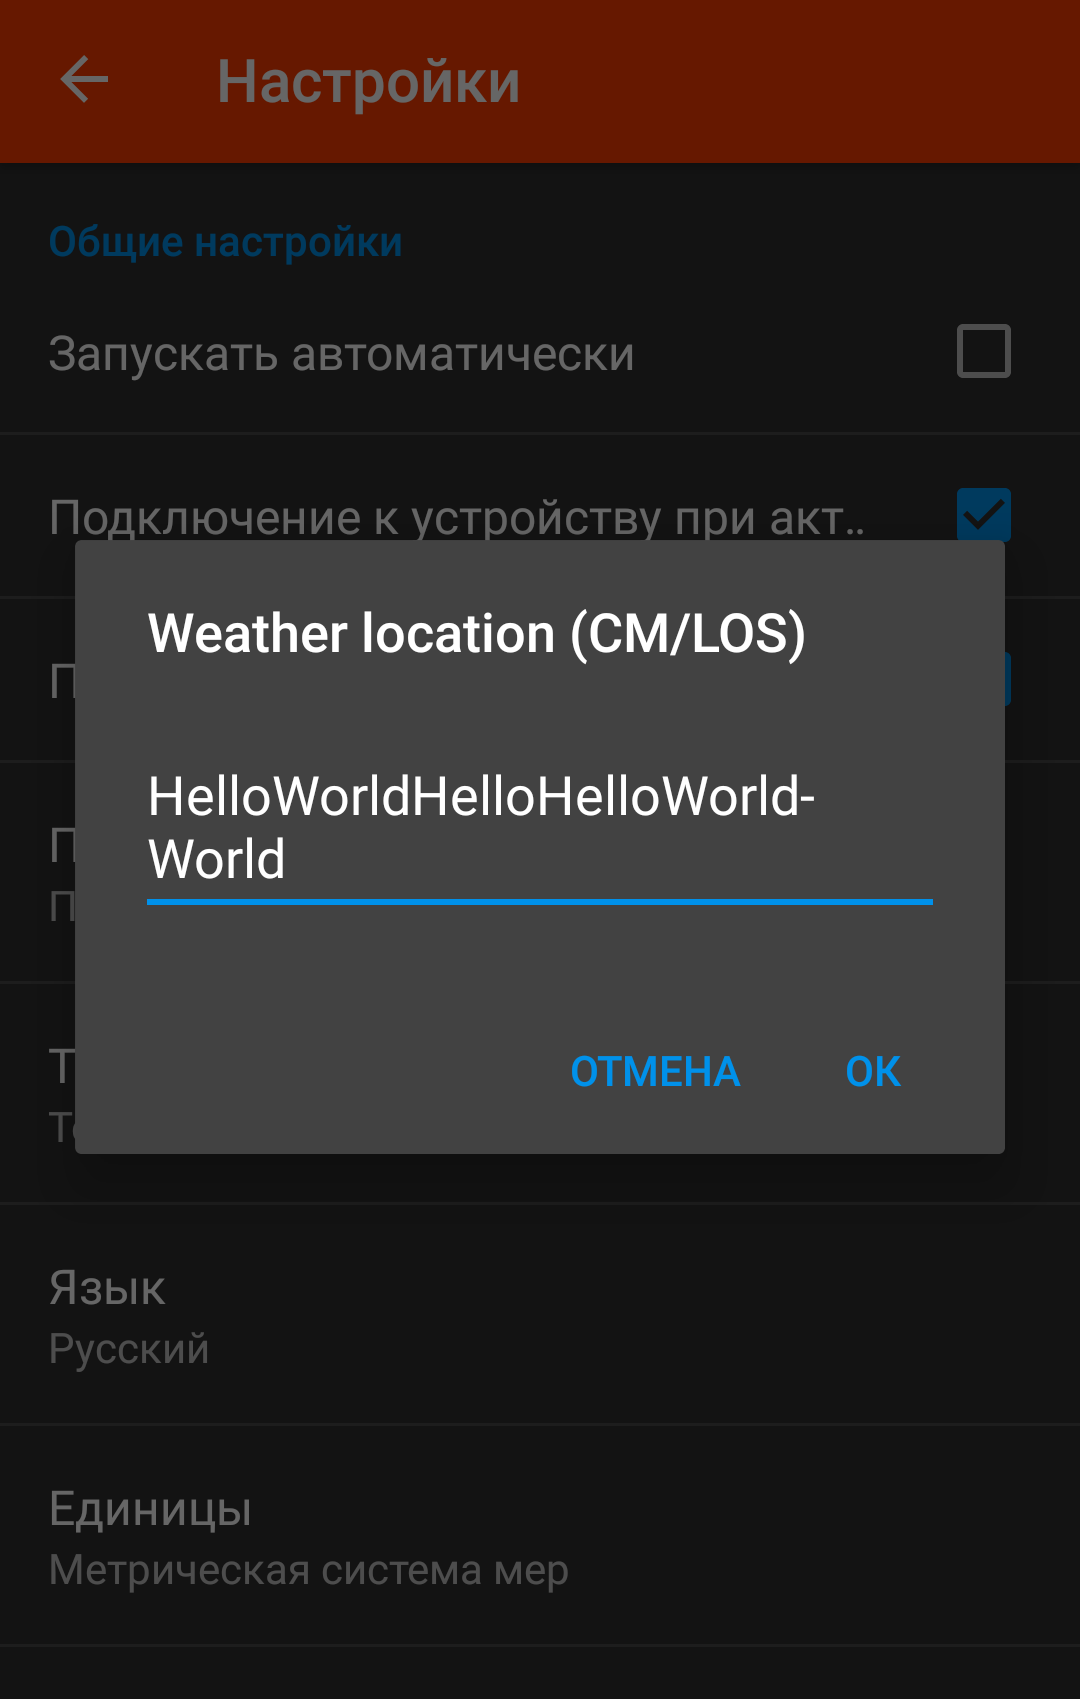 Настройки
Общие настройки
Запускать автоматически
Подключение к устройству при акт..
Weather location (CM/LOS)
HelloWorldHelloHelloWorld-
World
ОТМЕНА ОК
Язык
Русский
Единицы
Метрическая система мер